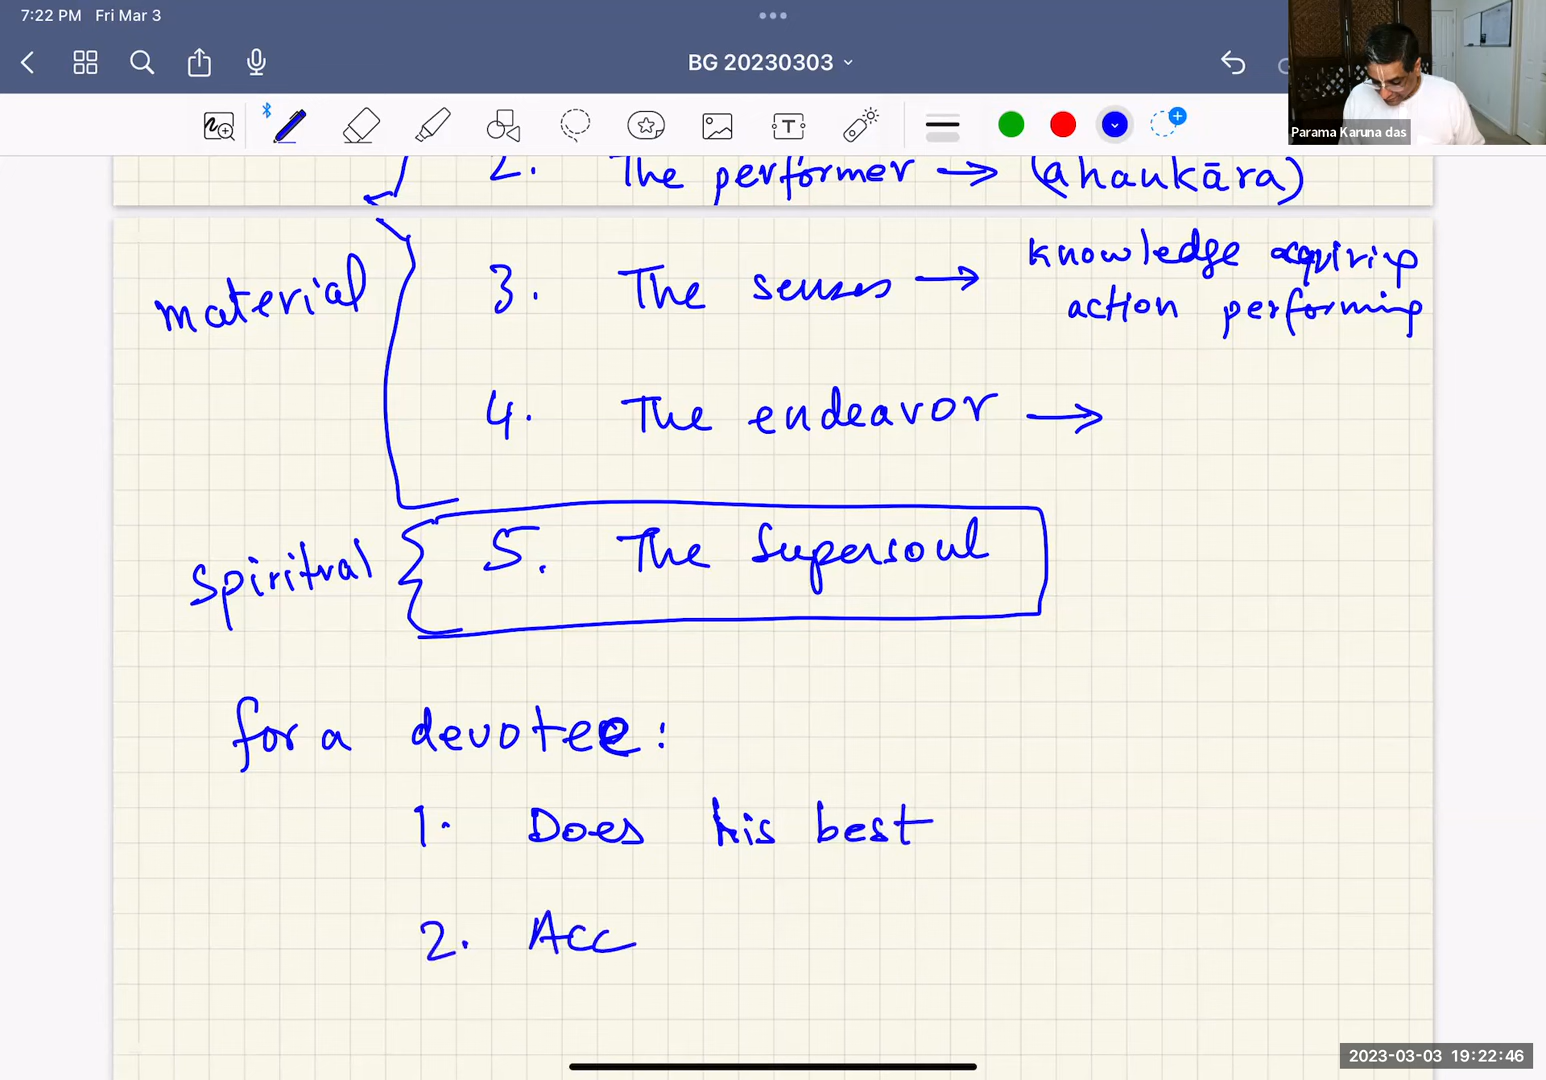 7:22 PM Fri Mar 3
BG 20230303
T
Parama Karuna das
2. The performer → (ahankāra)
material
3. The senses → knowledge acquiring
action performing
4. The endeavor →
spiritual
5. The Supersoul
for a devotee:
1. Does his best
2. Acc
2023-03-03 19:22:46